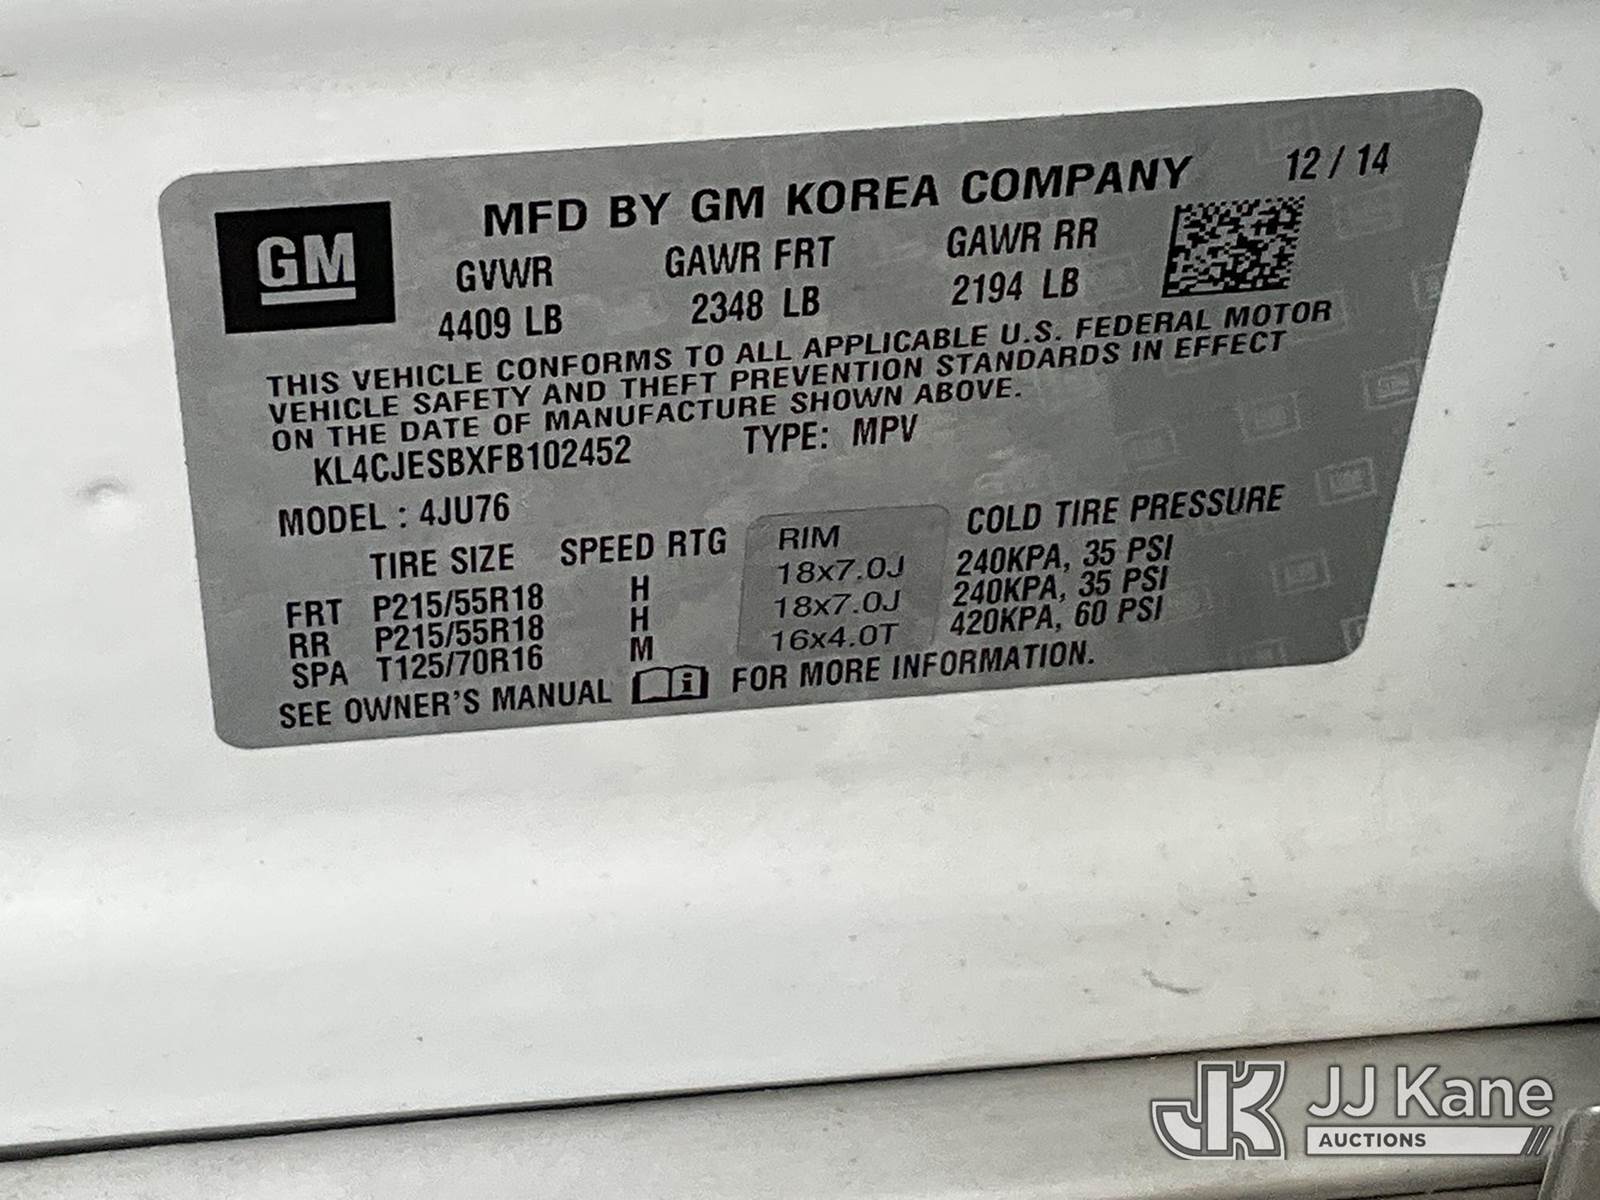 GM
MFD BY GM KOREA COMPANY 12 / 14
GVWR GAWR FRT GAWR RR
4409 LB 2348 LB 2194 LB
THIS VEHICLE CONFORMS TO ALL APPLICABLE U.S. FEDERAL MOTOR
VEHICLE SAFETY AND THEFT PREVENTION STANDARDS IN EFFECT
ON THE DATE OF MANUFACTURE SHOWN ABOVE.
KL4CJESBXFB102452 TYPE: MPV
MODEL : 4JU76
TIRE SIZE SPEED RTG RIM COLD TIRE PRESSURE
FRT P215/55R18 H 18x7.0J 240KPA, 35 PSI
RR P215/55R18 H 18x7.0J 240KPA, 35 PSI
SPA T125/70R16 M 16x4.0T 420KPA, 60 PSI
SEE OWNER'S MANUAL i FOR MORE INFORMATION.
JK JJ Kane
AUCTIONS